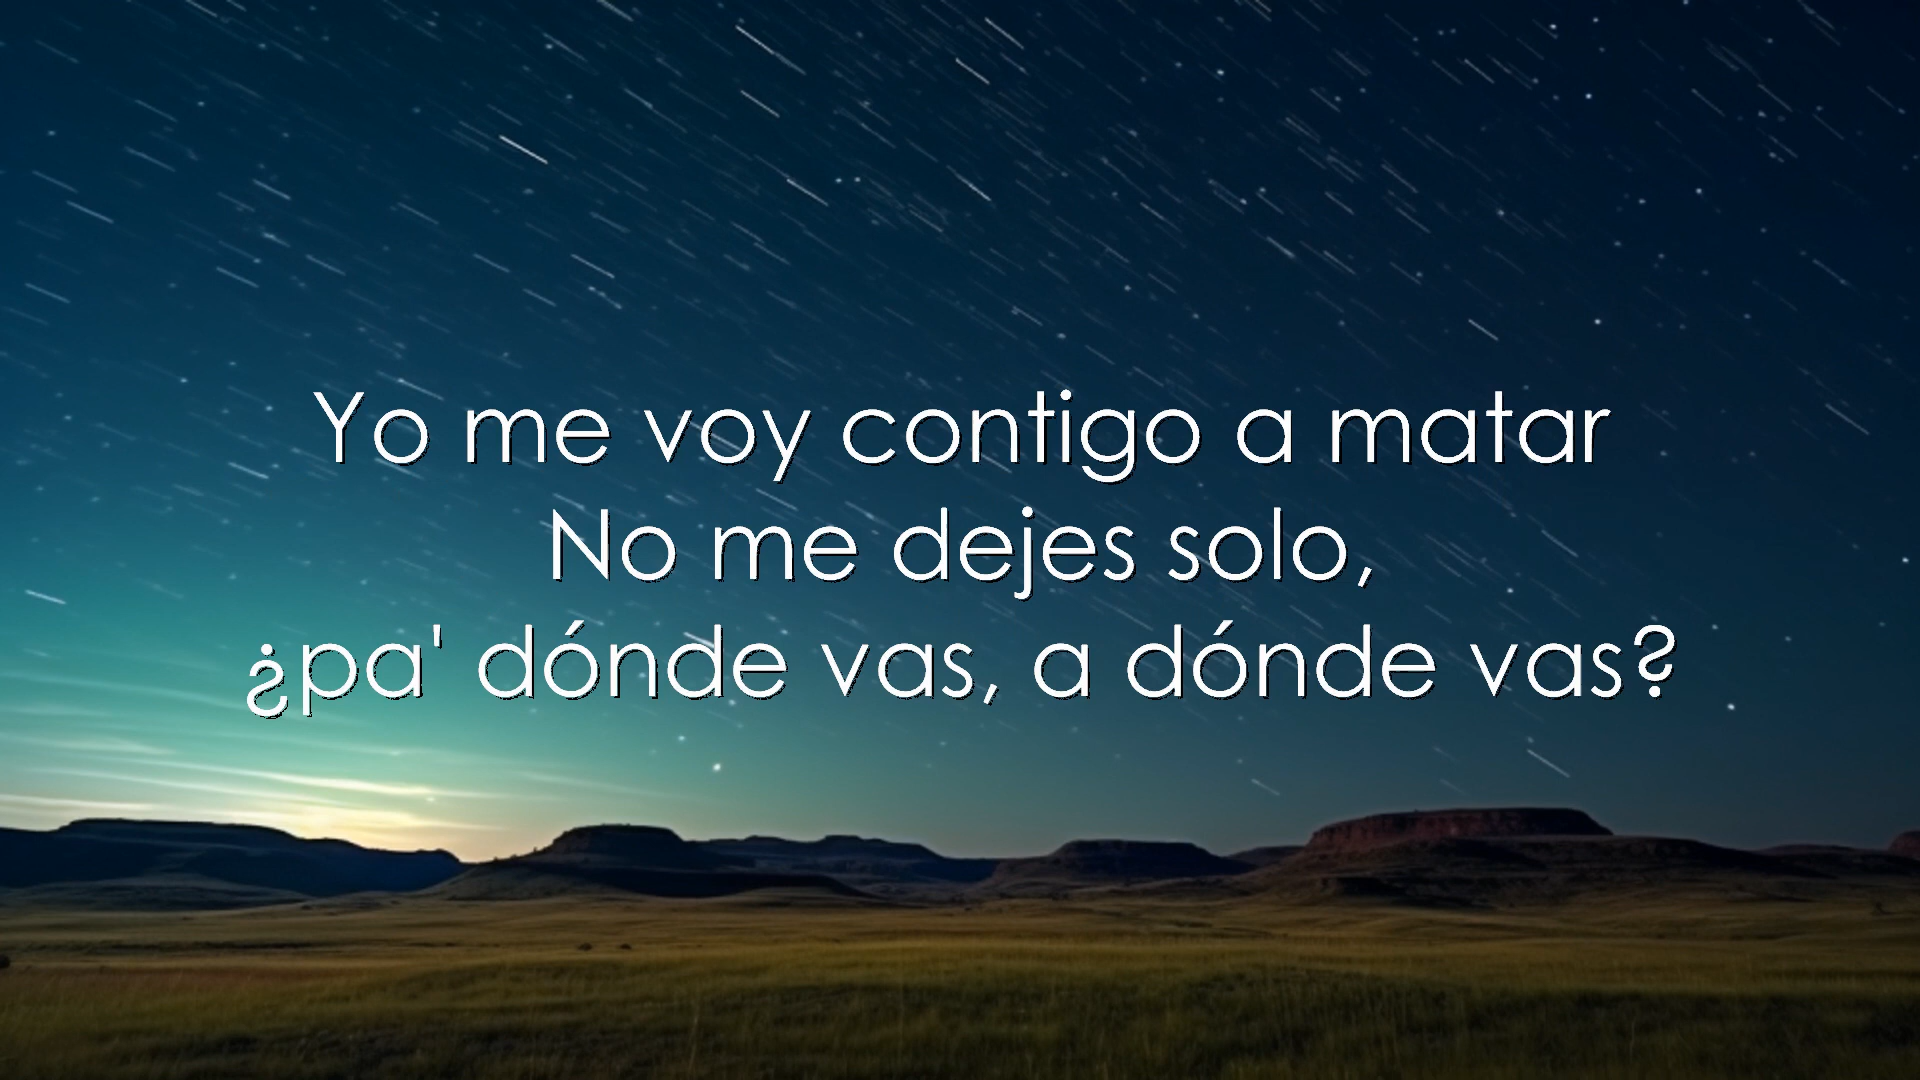 Yo me voy contigo a matar
No me dejes solo,
¿pa' dónde vas, a dónde vas?